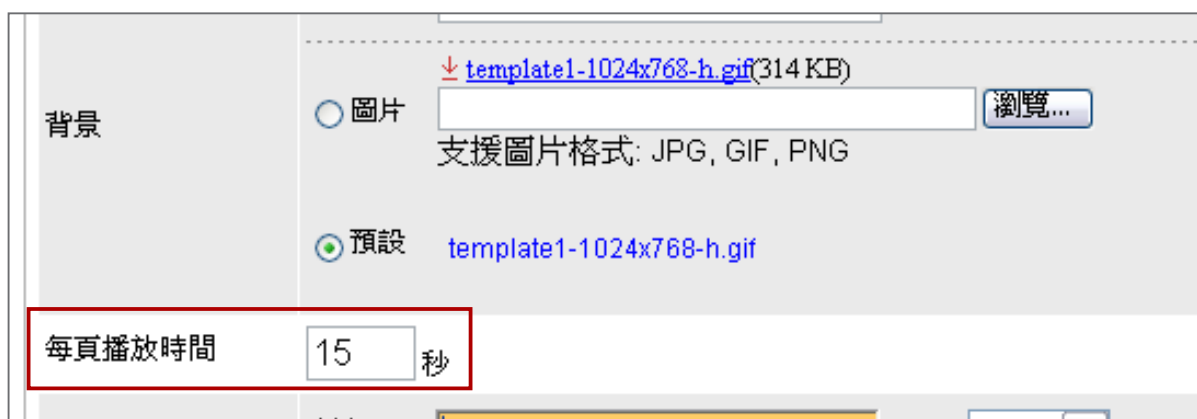 template1-1024x768-h.gif(314 KB)
背景
圖片
瀏覽...
支援圖片格式: JPG, GIF, PNG
預設
template1-1024x768-h.gif
每頁播放時間
15 秒